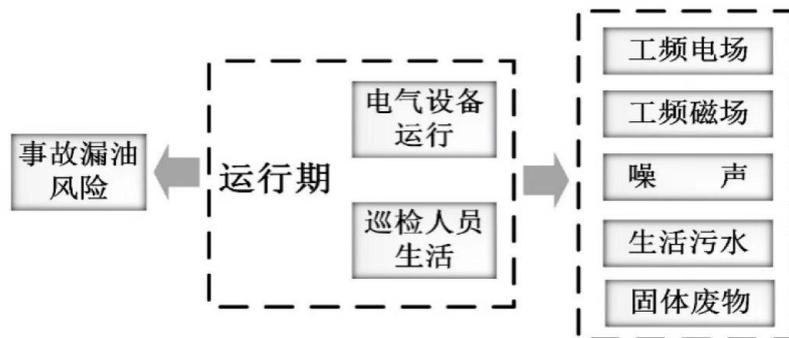 事故漏油
风险
运行期
电气设备
运行
巡检人员
生活
工频电场
工频磁场
噪 声
生活污水
固体废物